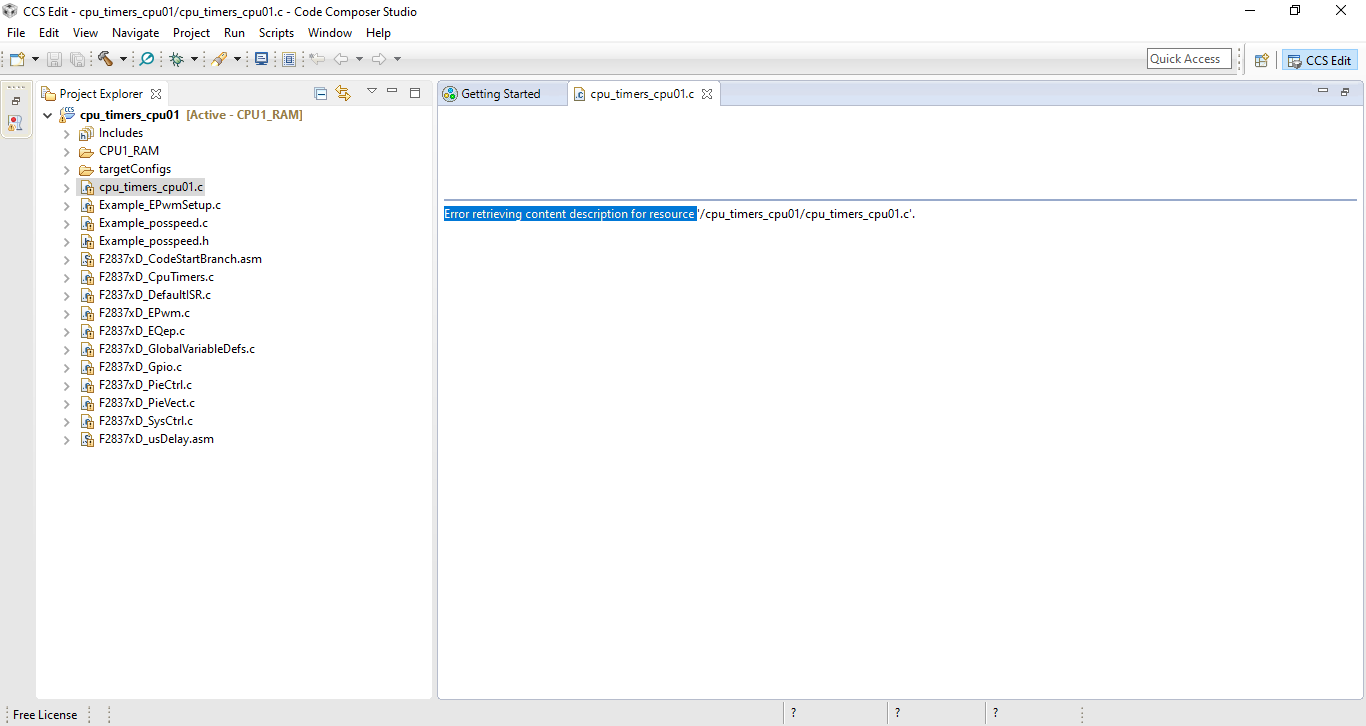 CCS Edit - cpu_timers_cpu01/cpu_timers_cpu01.c - Code Composer Studio
File Edit View Navigate Project Run Scripts Window Help
Quick Access
CCS Edit
Project Explorer
Getting Started
cpu_timers_cpu01.c
cpu_timers_cpu01 [Active - CPU1_RAM]
Includes
CPU1_RAM
targetConfigs
cpu_timers_cpu01.c
Example_EPwmSetup.c
Example_posspeed.c
Example_posspeed.h
F2837xD_CodeStartBranch.asm
F2837xD_CpuTimers.c
F2837xD_DefaultISR.c
F2837xD_EPwm.c
F2837xD_EQep.c
F2837xD_GlobalVariableDefs.c
F2837xD_Gpio.c
F2837xD_PieCtrl.c
F2837xD_PieVect.c
F2837xD_SysCtrl.c
F2837xD_usDelay.asm
Error retrieving content description for resource '/cpu_timers_cpu01/cpu_timers_cpu01.c'.
Free License
? ? ?